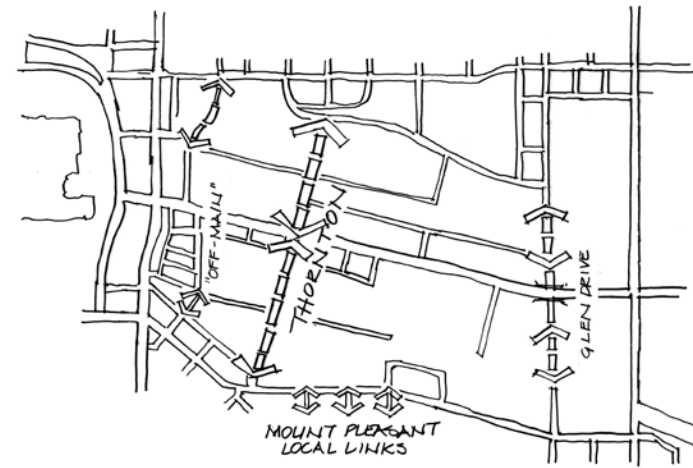 "OFF-MAIN"
THORNTON
GLEN DRIVE
MOUNT PLEASANT
LOCAL LINKS